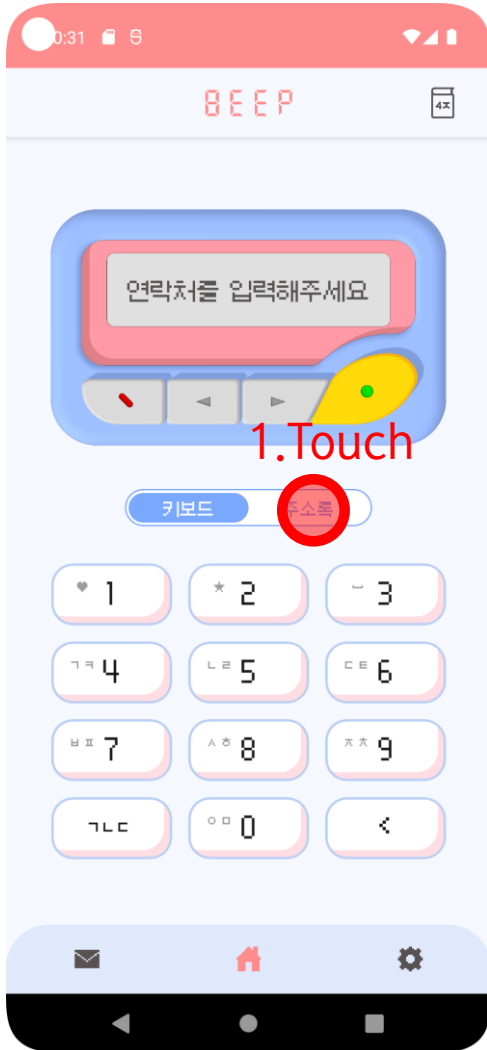 0:31
BEEP
4ㅈ
연락처를 입력해주세요
1.Touch
키보드 주소록
♥ 1 ★ 2 ⌴ 3
ㄱㅋ 4 ㄴㄹ 5 ㄷㅌ 6
ㅂㅍ 7 ㅅㅎ 8 ㅈㅊ 9
ㄱㄴㄷ ㅇㅁ 0 <